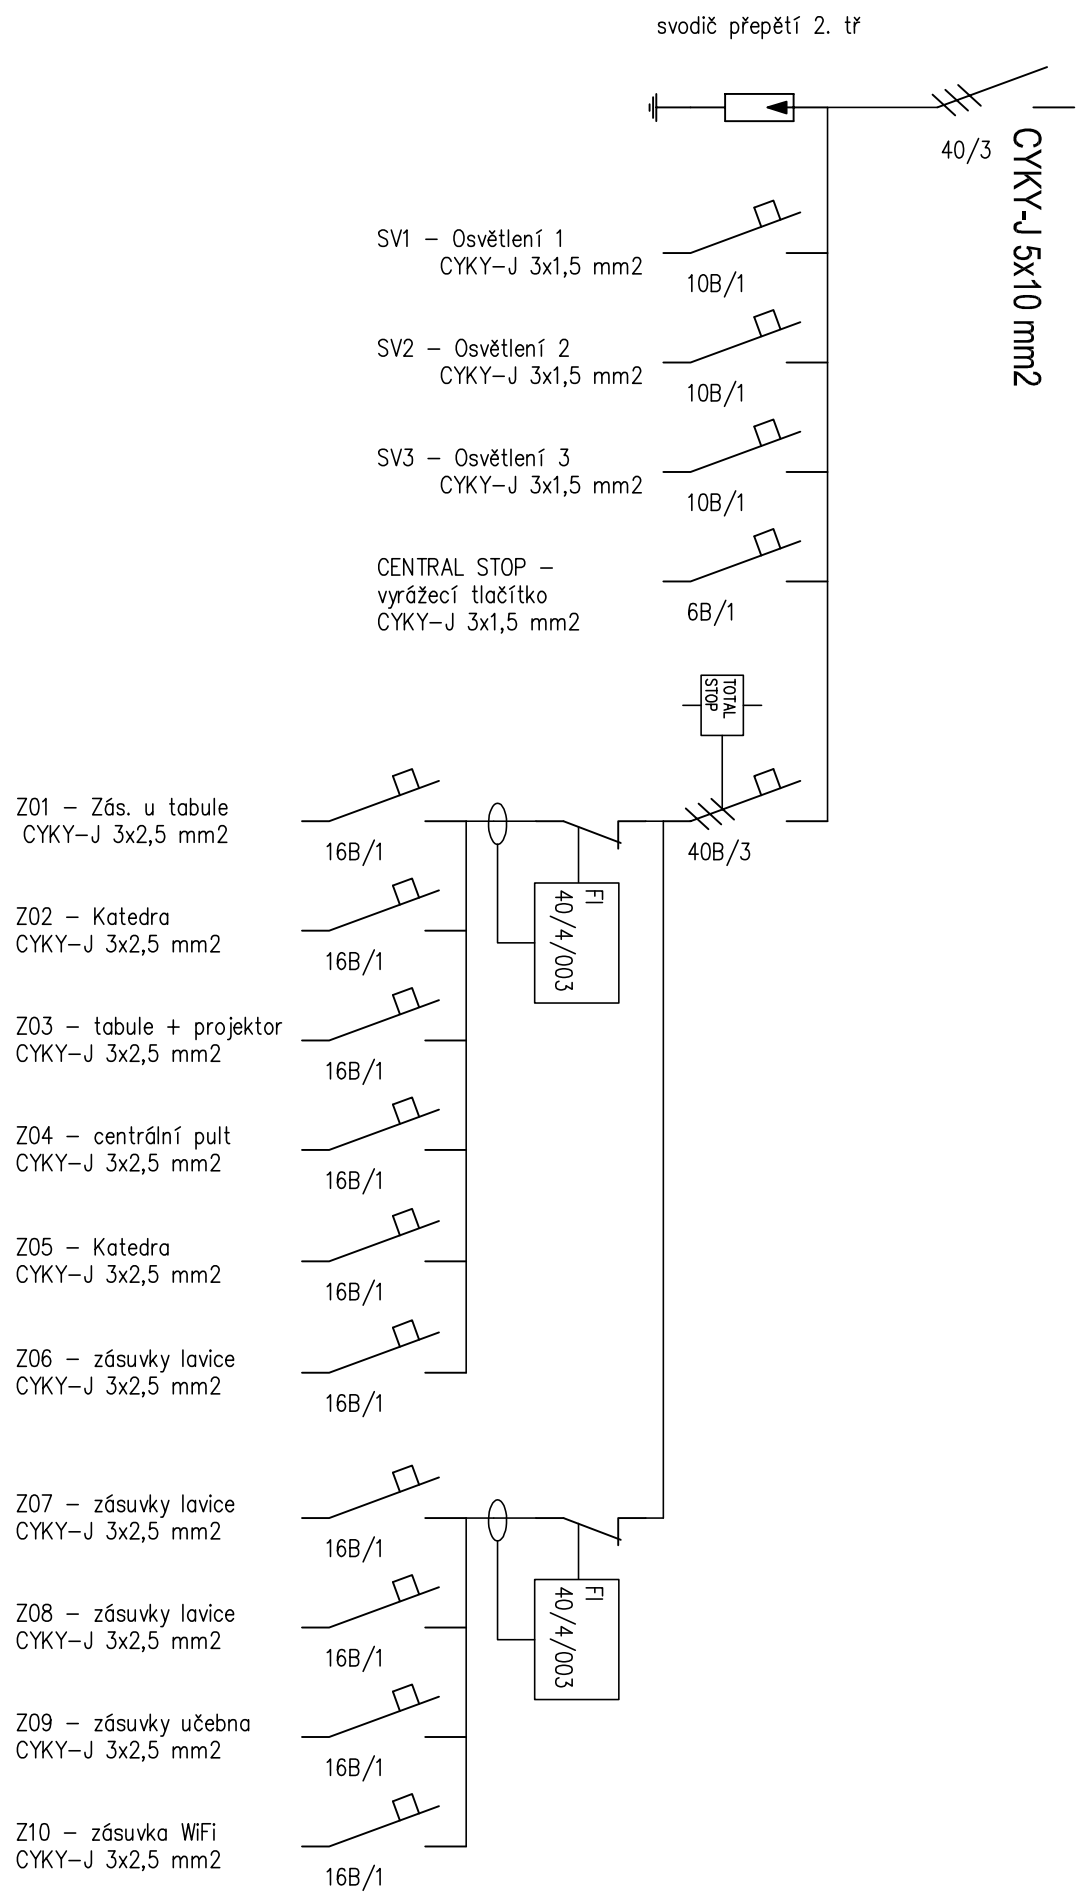 svodič přepětí 2. tř
40/3
CYKY-J 5x10 mm2
SV1 – Osvětlení 1
CYKY–J 3x1,5 mm2
10B/1
SV2 – Osvětlení 2
CYKY–J 3x1,5 mm2
10B/1
SV3 – Osvětlení 3
CYKY–J 3x1,5 mm2
10B/1
CENTRAL STOP –
vyrážecí tlačítko
CYKY–J 3x1,5 mm2
6B/1
TOTAL
STOP
40B/3
Z01 – Zás. u tabule
CYKY–J 3x2,5 mm2
16B/1
FI
40/4/003
Z02 – Katedra
CYKY–J 3x2,5 mm2
16B/1
Z03 – tabule + projektor
CYKY–J 3x2,5 mm2
16B/1
Z04 – centrální pult
CYKY–J 3x2,5 mm2
16B/1
Z05 – Katedra
CYKY–J 3x2,5 mm2
16B/1
Z06 – zásuvky lavice
CYKY–J 3x2,5 mm2
16B/1
Z07 – zásuvky lavice
CYKY–J 3x2,5 mm2
16B/1
FI
40/4/003
Z08 – zásuvky lavice
CYKY–J 3x2,5 mm2
16B/1
Z09 – zásuvky učebna
CYKY–J 3x2,5 mm2
16B/1
Z10 – zásuvka WiFi
CYKY–J 3x2,5 mm2
16B/1